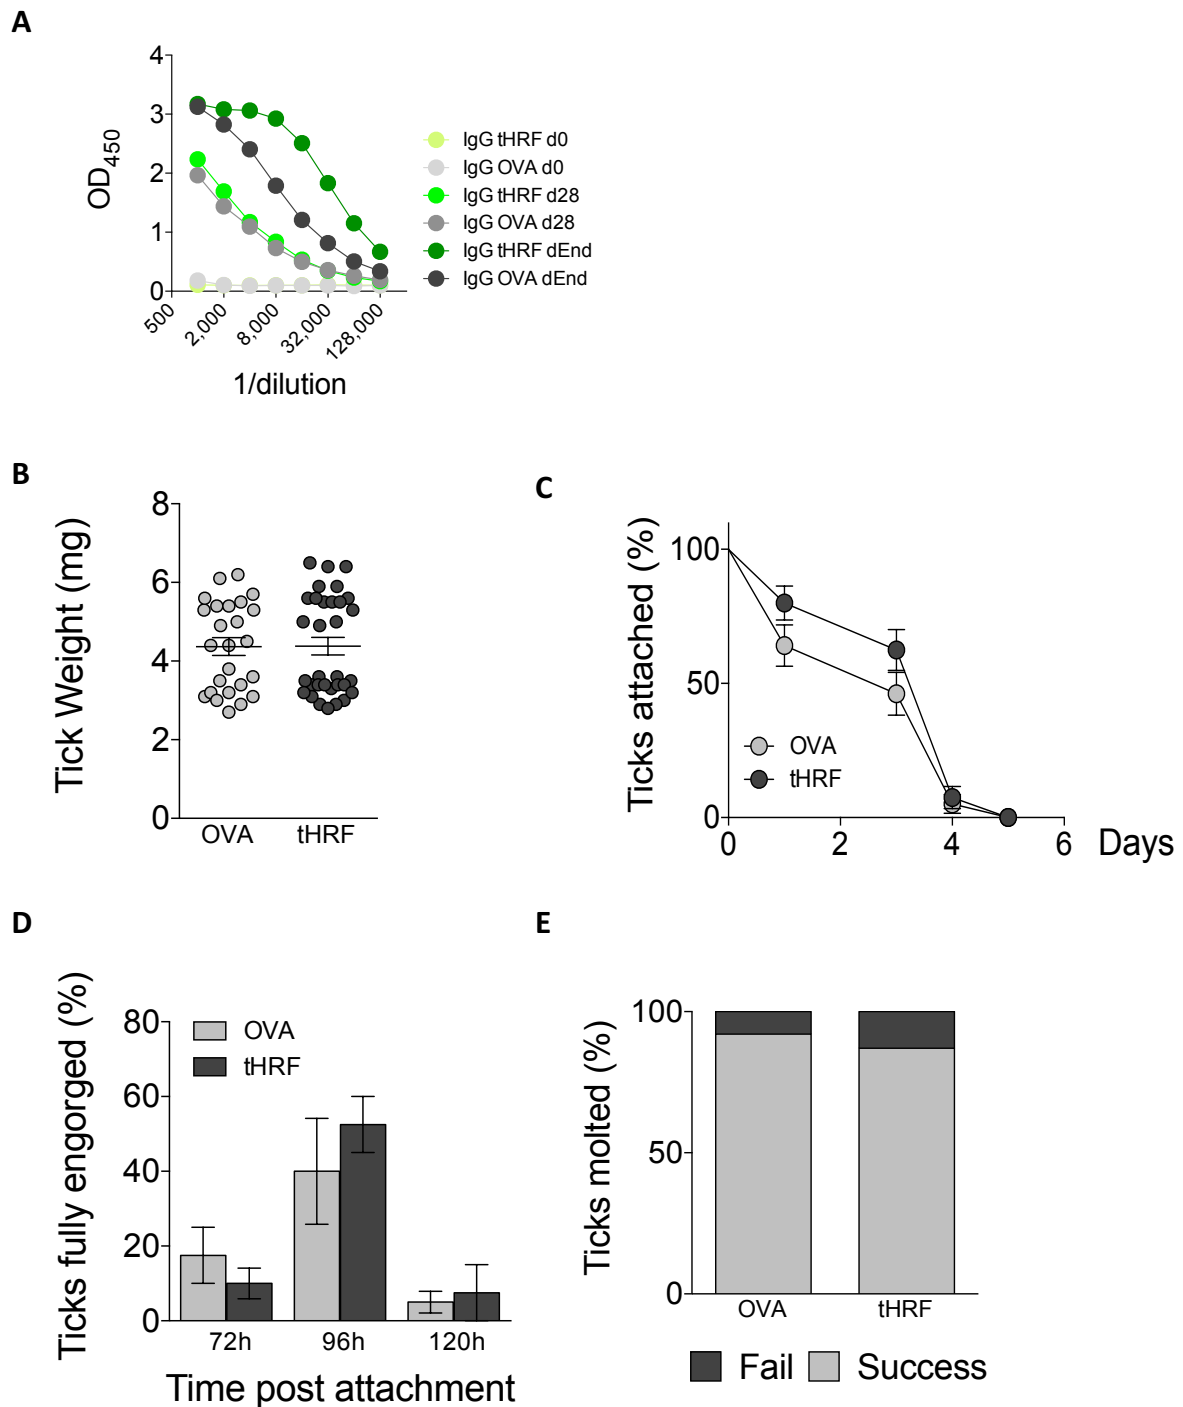 A
4
3
2
1
0
OD450
500
2,000
8,000
32,000
128,000
1/dilution
IgG tHRF d0
IgG OVA d0
IgG tHRF d28
IgG OVA d28
IgG tHRF dEnd
IgG OVA dEnd
B
8
6
4
2
0
Tick Weight (mg)
OVA
tHRF
C
100
50
0
Ticks attached (%)
OVA
tHRF
0
2
4
6
Days
D
80
60
40
20
0
Ticks fully engorged (%)
OVA
tHRF
72h
96h
120h
Time post attachment
E
100
50
0
Ticks molted (%)
OVA
tHRF
Fail
Success